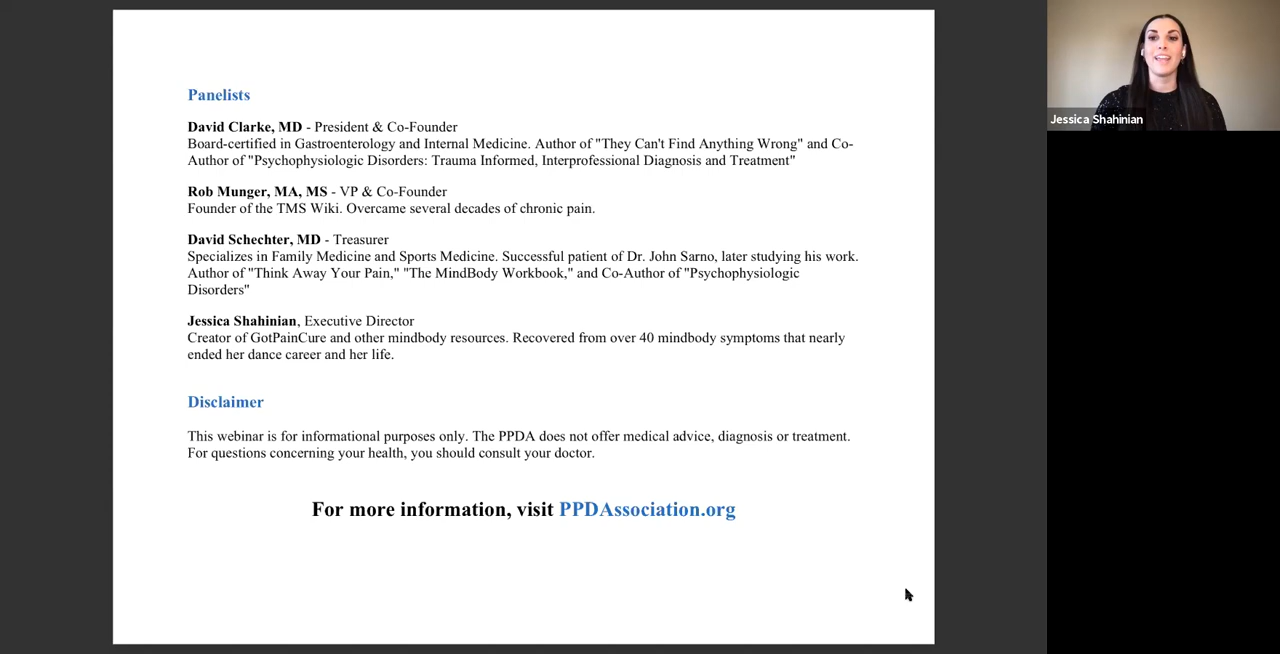 Panelists
David Clarke, MD - President & Co-Founder
Board-certified in Gastroenterology and Internal Medicine. Author of "They Can't Find Anything Wrong" and Co-
Author of "Psychophysiologic Disorders: Trauma Informed, Interprofessional Diagnosis and Treatment"
Rob Munger, MA, MS - VP & Co-Founder
Founder of the TMS Wiki. Overcame several decades of chronic pain.
David Schechter, MD - Treasurer
Specializes in Family Medicine and Sports Medicine. Successful patient of Dr. John Sarno, later studying his work.
Author of "Think Away Your Pain," "The MindBody Workbook," and Co-Author of "Psychophysiologic
Disorders"
Jessica Shahinian, Executive Director
Creator of GotPainCure and other mindbody resources. Recovered from over 40 mindbody symptoms that nearly
ended her dance career and her life.
Disclaimer
This webinar is for informational purposes only. The PPDA does not offer medical advice, diagnosis or treatment.
For questions concerning your health, you should consult your doctor.
For more information, visit PPDAssociation.org
Jessica Shahinian